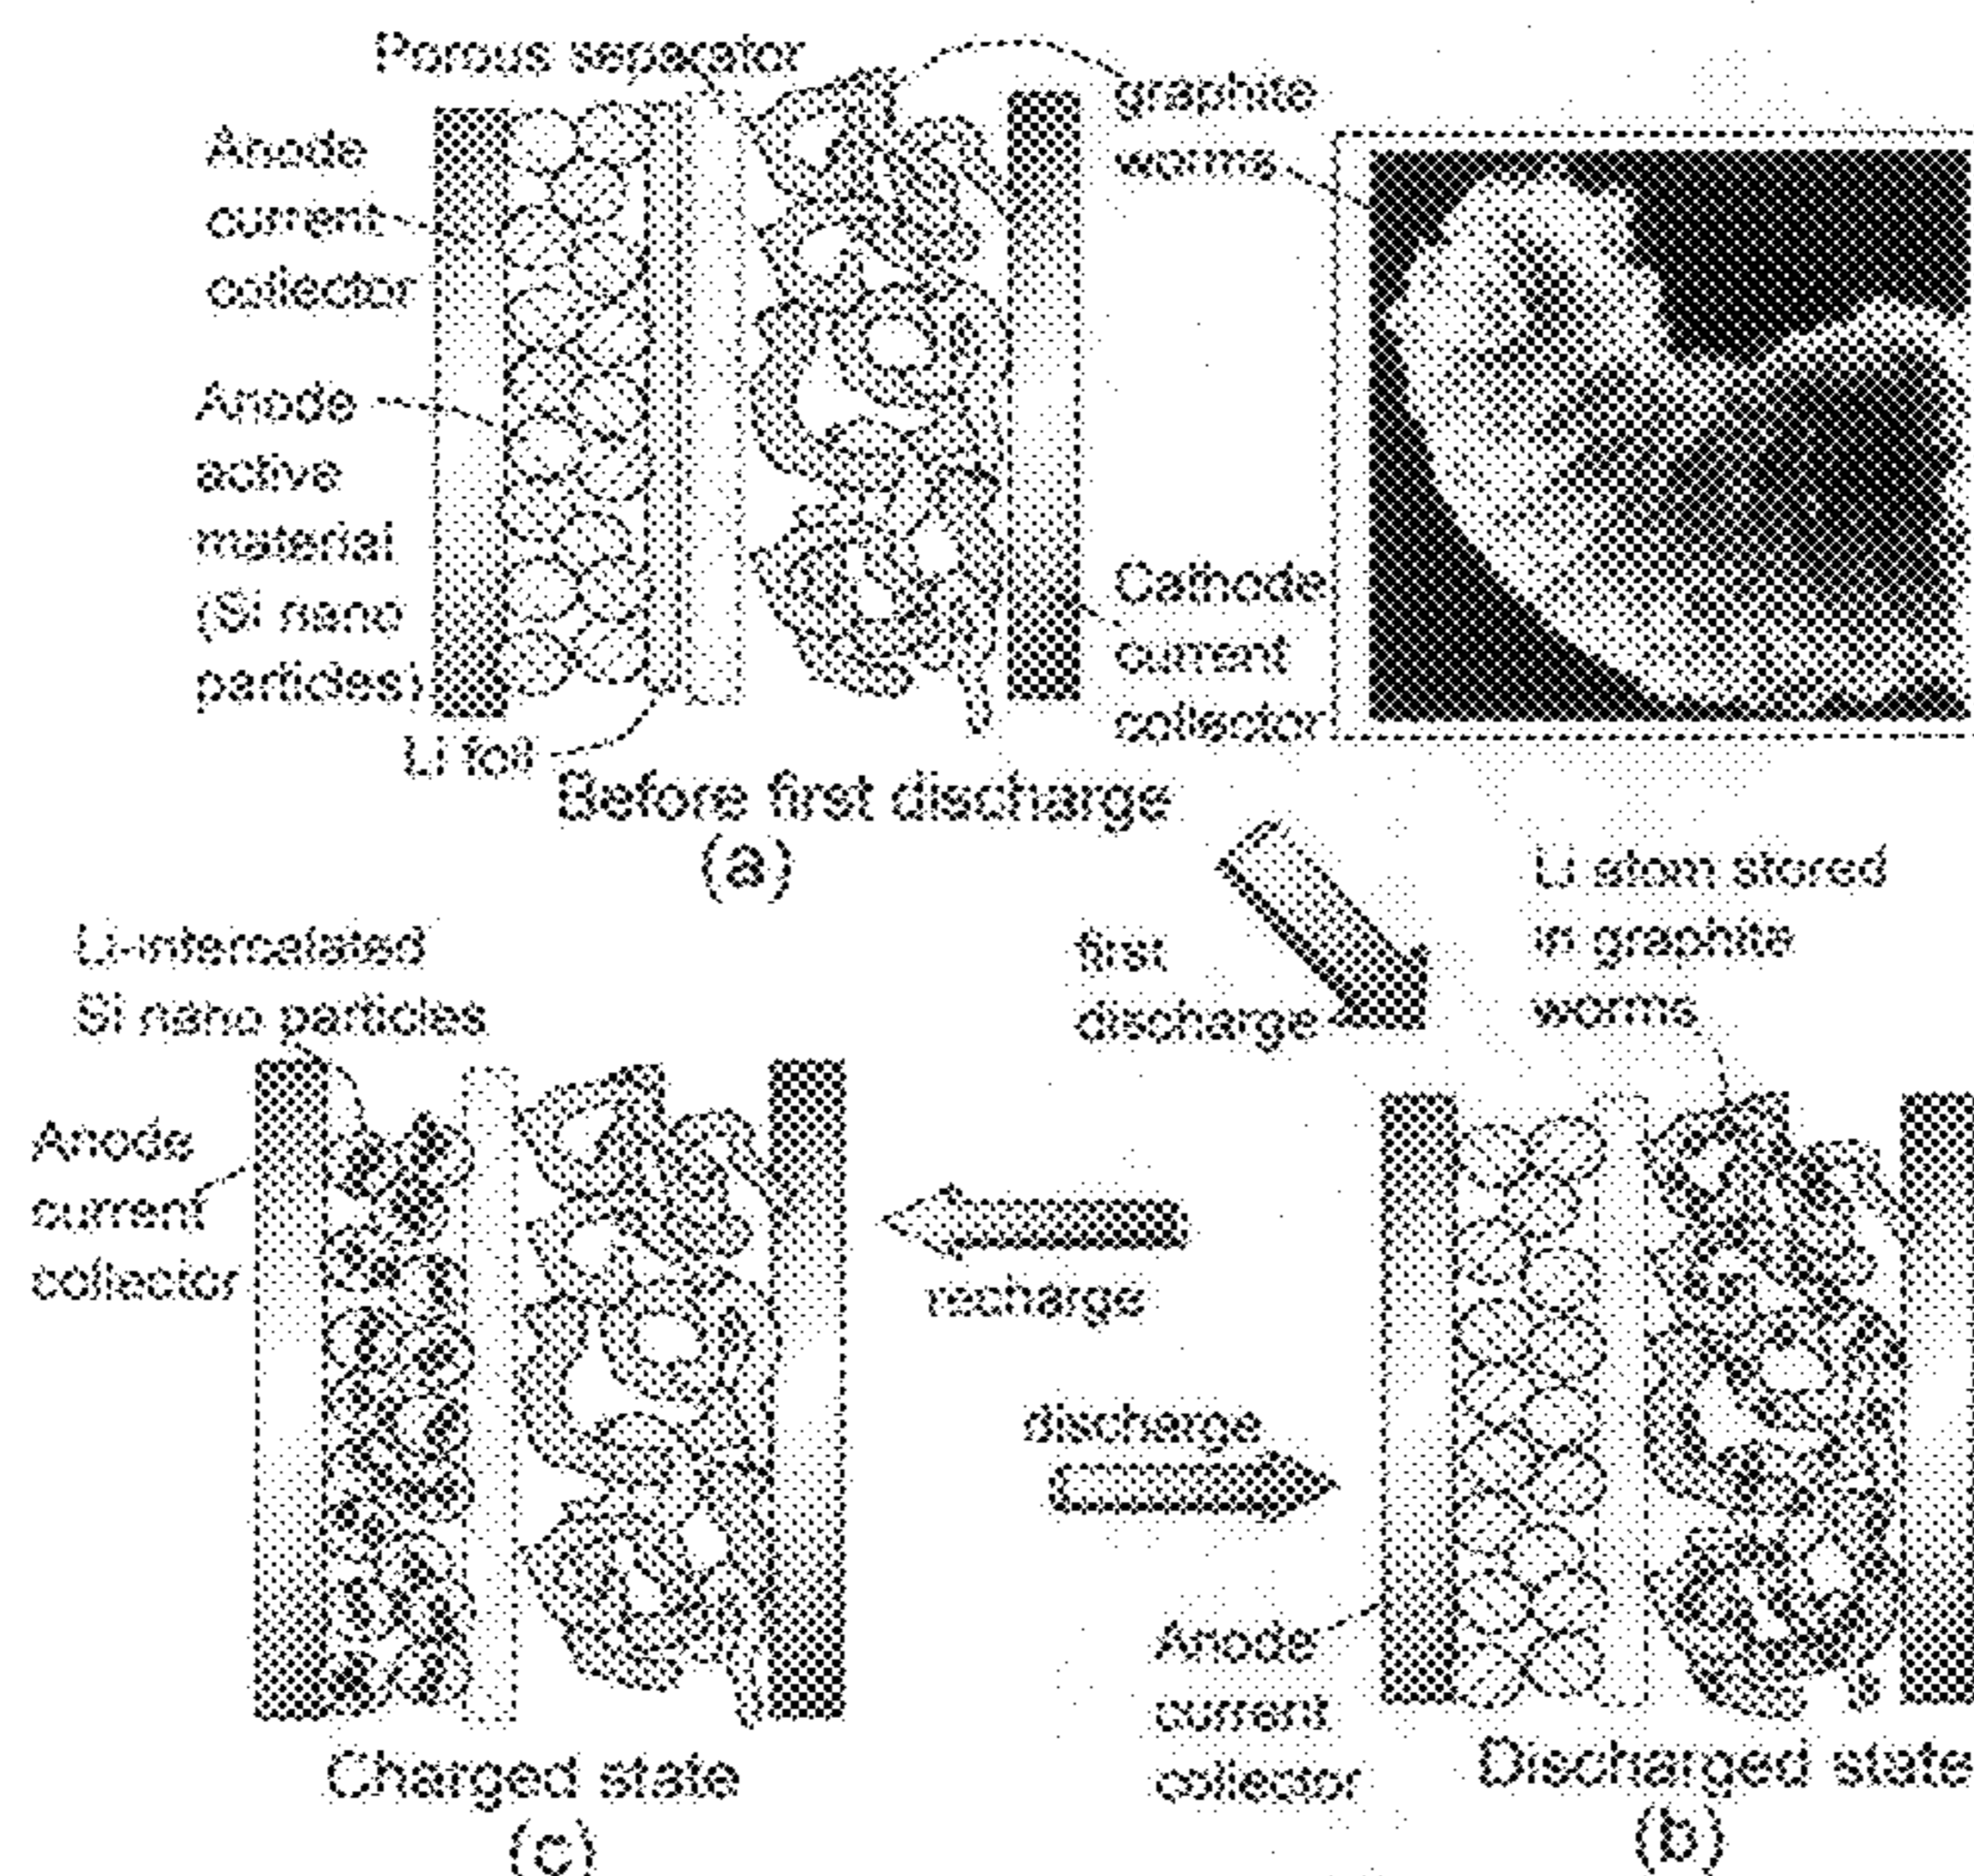 Porous separator
graphite
worms
Anode
current
collector
Anode
active
material
(Si nano
particles)
Cathode
current
collector
Li foil
Before first discharge
(a)
first
discharge
Li atom stored
in graphite
worms
Li-intercalated
Si nano particles
Anode
current
collector
recharge
discharge
Anode
current
collector
Charged state
(c)
Discharged state
(b)